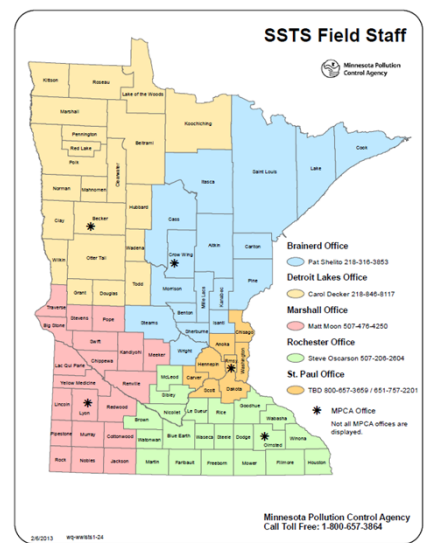 SSTS Field Staff
Minnesota Pollution
Control Agency
Kittson
Roseau
Lake of the Woods
Marshall
Koochiching
Pennington
Beltrami
Red Lake
Polk
Clearwater
Saint Louis
Lake
Cook
Itasca
Norman
Mahnomen
Hubbard
Cass
Clay
Becker
Crow Wing
Aitkin
Carlton
Wadena
Otter Tail
Wilkin
Pine
Grant
Douglas
Todd
Morrison
Mille Lacs
Kanabec
Traverse
Stevens
Pope
Stearns
Benton
Isanti
Chisago
Big Stone
Sherburne
Swift
Anoka
Kandiyohi
Meeker
Wright
Washington
Lac Qui Parle
Chippewa
Hennepin
McLeod
Carver
Yellow Medicine
Renville
Scott
Dakota
Sibley
Lincoln
Lyon
Redwood
Nicollet
Le Sueur
Rice
Goodhue
Wabasha
Brown
Pipestone
Murray
Cottonwood
Watonwan
Blue Earth
Waseca
Steele
Dodge
Olmsted
Winona
Rock
Nobles
Jackson
Martin
Faribault
Freeborn
Mower
Fillmore
Houston
Brainerd Office
Pat Shelito 218-316-3853
Detroit Lakes Office
Carol Decker 218-846-8117
Marshall Office
Matt Moon 507-476-4250
Rochester Office
Steve Oscarson 507-206-2604
St. Paul Office
TBD 800-657-3659 / 651-757-2201
MPCA Office
Not all MPCA offices are
displayed.
Minnesota Pollution Control Agency
Call Toll Free: 1-800-657-3864
2/6/2013 wq-wwists1-24